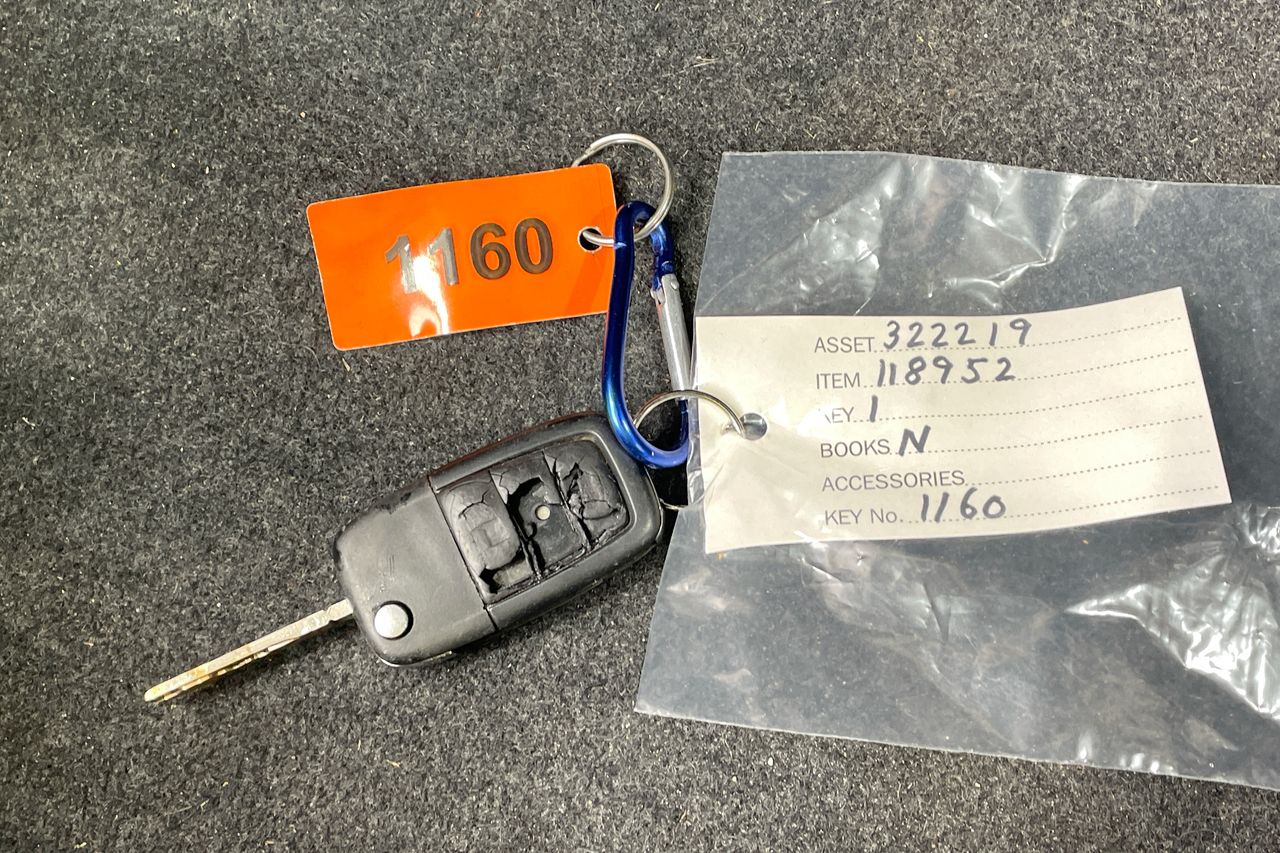 1160
ASSET 322219
ITEM 118952
KEY 1
BOOKS N
ACCESSORIES
KEY No. 1160